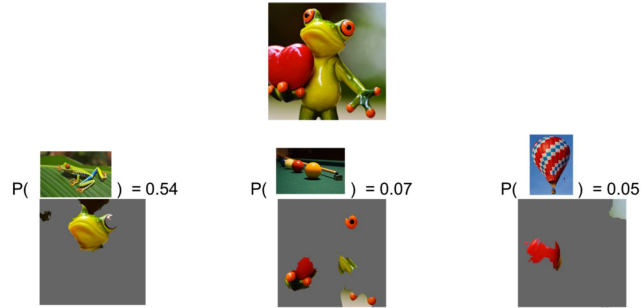 P( ) = 0.54
P( ) = 0.07
P( ) = 0.05